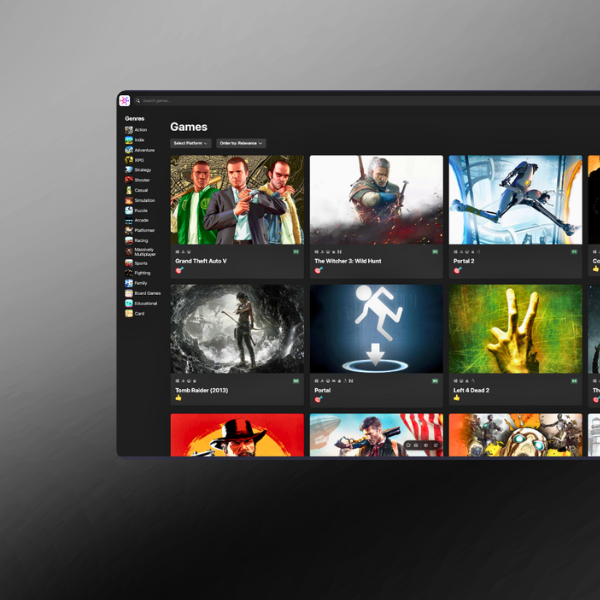 Search games...
Genres
Action
Indie
Adventure
RPG
Strategy
Shooter
Casual
Simulation
Puzzle
Arcade
Platformer
Racing
Massively
Multiplayer
Sports
Fighting
Family
Board Games
Educational
Card
Games
Select Platform
Order by: Relevance
Grand Theft Auto V
The Witcher 3: Wild Hunt
Portal 2
Tomb Raider (2013)
Portal
Left 4 Dead 2
Th